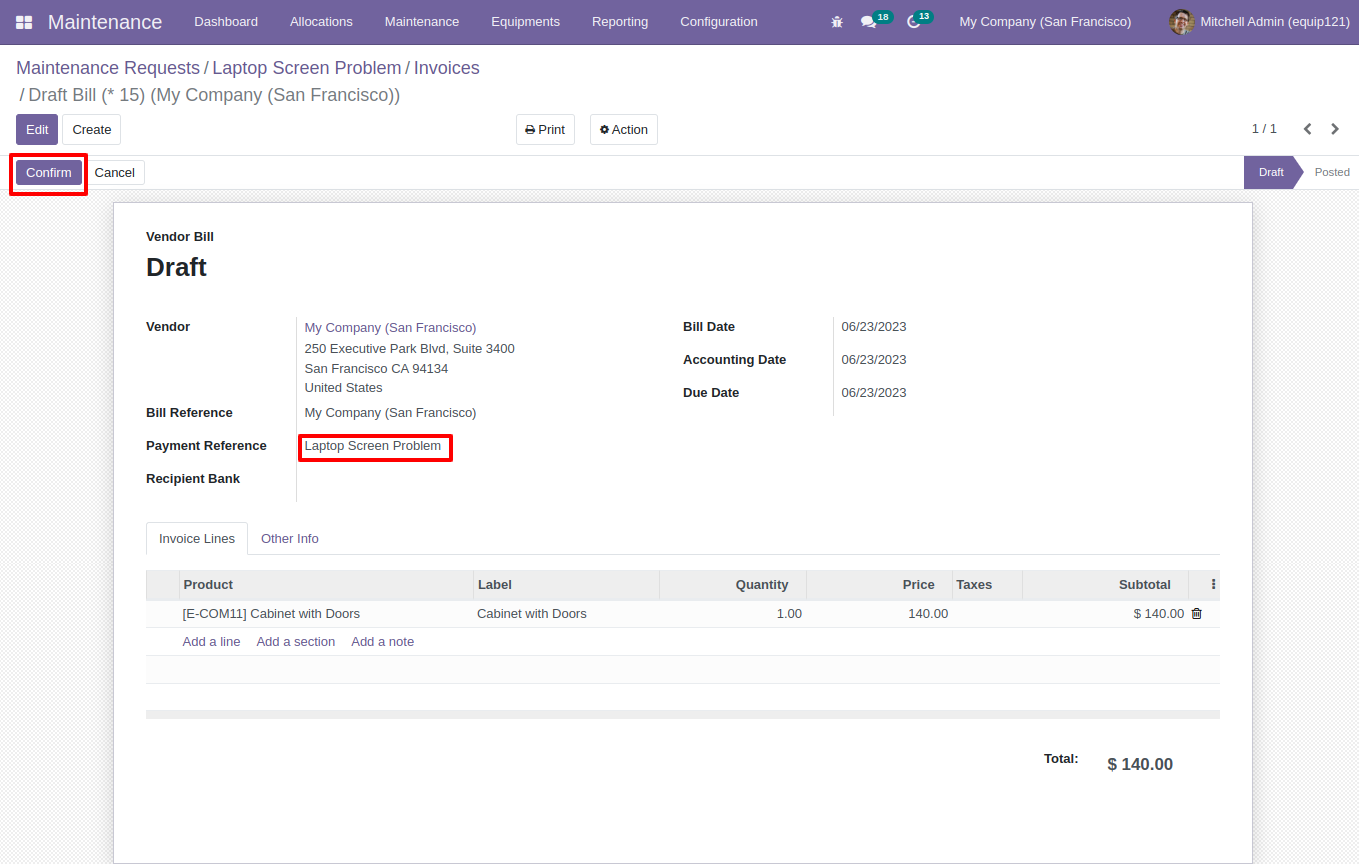 Maintenance Dashboard Allocations Maintenance Equipments Reporting Configuration 18 13 My Company (San Francisco) Mitchell Admin (equip121)
Maintenance Requests / Laptop Screen Problem / Invoices
/ Draft Bill (* 15) (My Company (San Francisco))
Edit Create Print Action 1 / 1
Confirm Cancel Draft Posted
Vendor Bill
Draft
Vendor My Company (San Francisco)
250 Executive Park Blvd, Suite 3400
San Francisco CA 94134
United States
Bill Reference My Company (San Francisco)
Payment Reference Laptop Screen Problem
Recipient Bank
Bill Date 06/23/2023
Accounting Date 06/23/2023
Due Date 06/23/2023
Invoice Lines Other Info
Product Label Quantity Price Taxes Subtotal
[E-COM11] Cabinet with Doors Cabinet with Doors 1.00 140.00 $ 140.00
Add a line Add a section Add a note
Total: $ 140.00